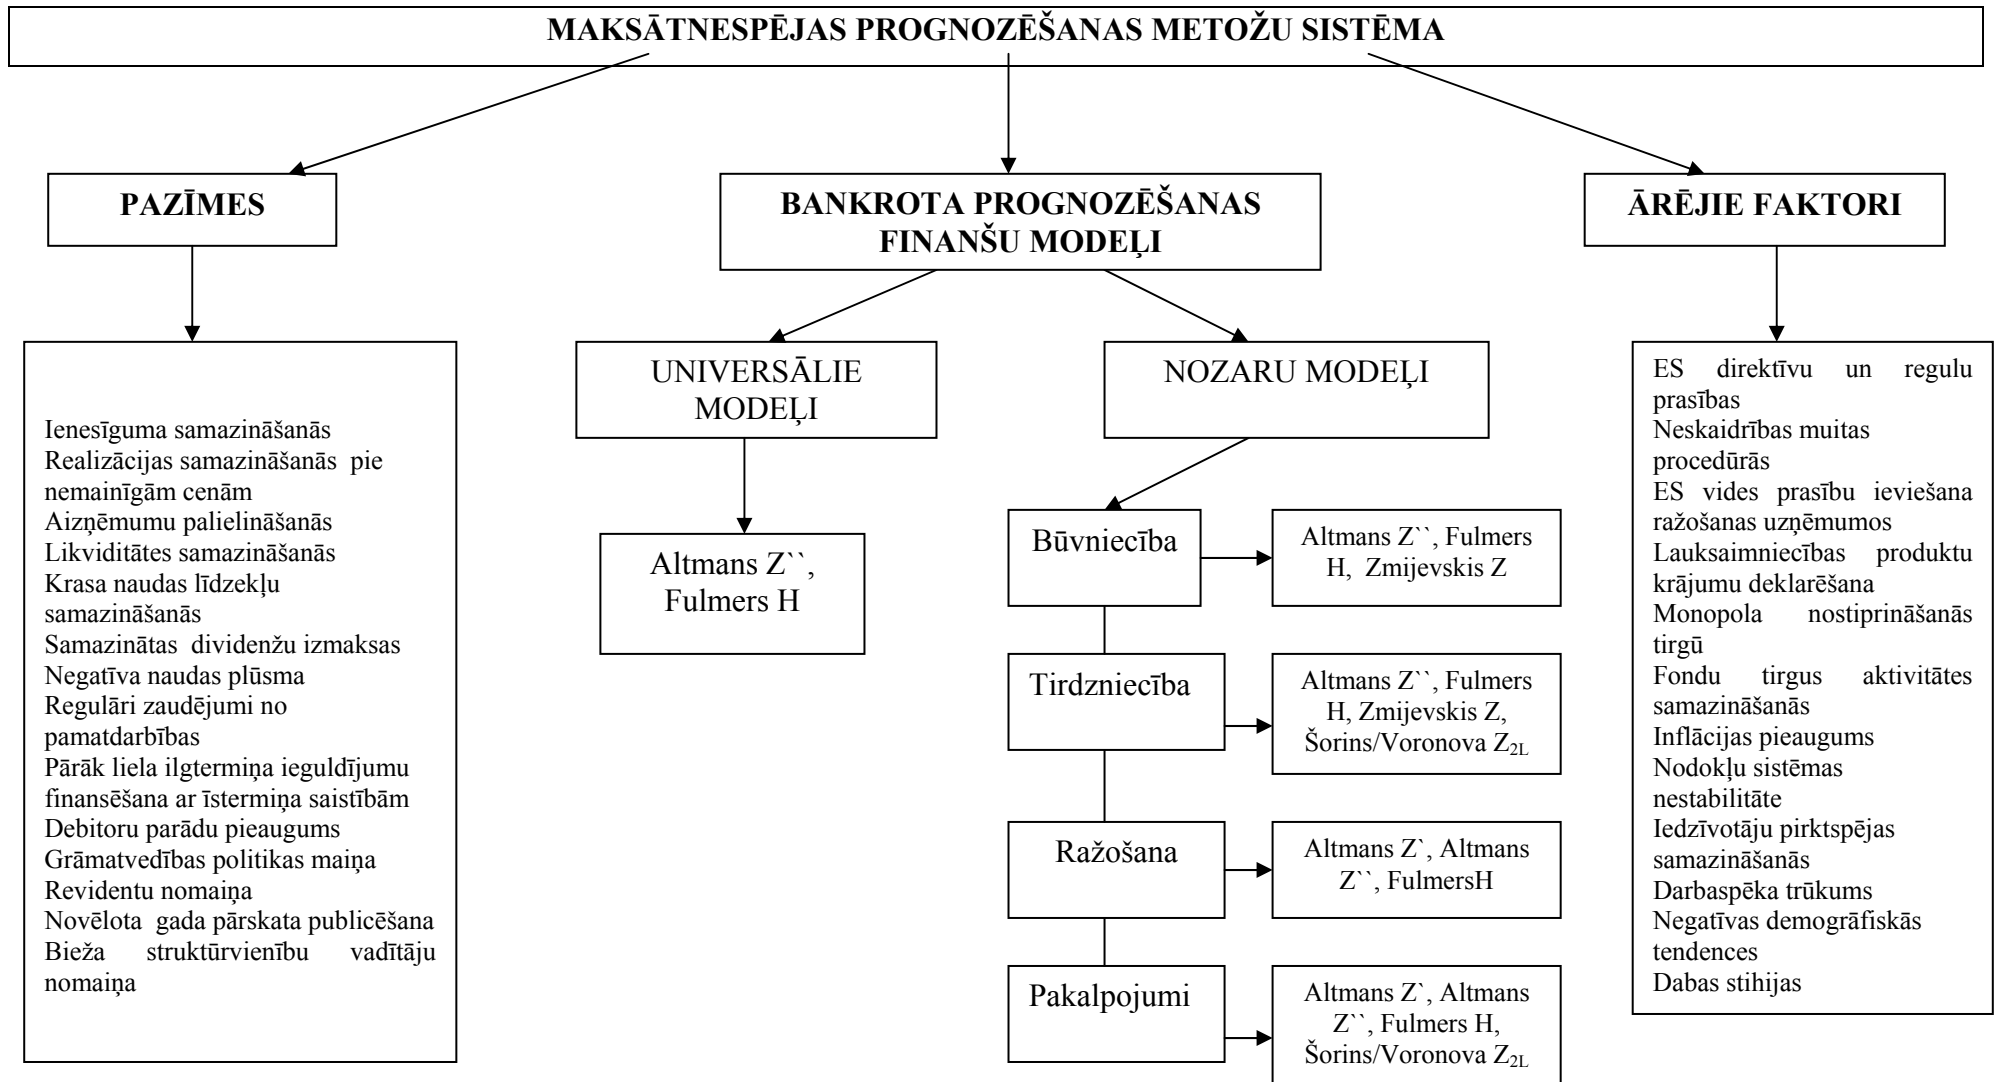 MAKSĀTNESPĒJAS PROGNOZĒŠANAS METOŽU SISTĒMA
PAZĪMES
BANKROTA PROGNOZĒŠANAS
FINANŠU MODEĻI
ĀRĒJIE FAKTORI
Ienesīguma samazināšanās
Realizācijas samazināšanās pie
nemainīgām cenām
Aizņēmumu palielināšanās
Likviditātes samazināšanās
Krasa naudas līdzekļu
samazināšanās
Samazinātas dividenžu izmaksas
Negatīva naudas plūsma
Regulāri zaudējumi no
pamatdarbības
Pārāk liela ilgtermiņa ieguldījumu
finansēšana ar īstermiņa saistībām
Debitoru parādu pieaugums
Grāmatvedības politikas maiņa
Revidentu nomaiņa
Novēlota gada pārskata publicēšana
Bieža struktūrvienību vadītāju
nomaiņa
UNIVERSĀLIE
MODEĻI
Altmans Z``,
Fulmers H
NOZARU MODEĻI
Būvniecība
Altmans Z``, Fulmers
H, Zmijevskis Z
Tirdzniecība
Altmans Z``, Fulmers
H, Zmijevskis Z,
Šorins/Voronova Z2L
Ražošana
Altmans Z`, Altmans
Z``, FulmersH
Pakalpojumi
Altmans Z`, Altmans
Z``, Fulmers H,
Šorins/Voronova Z2L
ES direktīvu un regulu
prasības
Neskaidrības muitas
procedūrās
ES vides prasību ieviešana
ražošanas uzņēmumos
Lauksaimniecības produktu
krājumu deklarēšana
Monopola nostiprināšanās
tirgū
Fondu tirgus aktivitātes
samazināšanās
Inflācijas pieaugums
Nodokļu sistēmas
nestabilitāte
Iedzīvotāju pirktspējas
samazināšanās
Darbaspēka trūkums
Negatīvas demogrāfiskās
tendences
Dabas stihijas